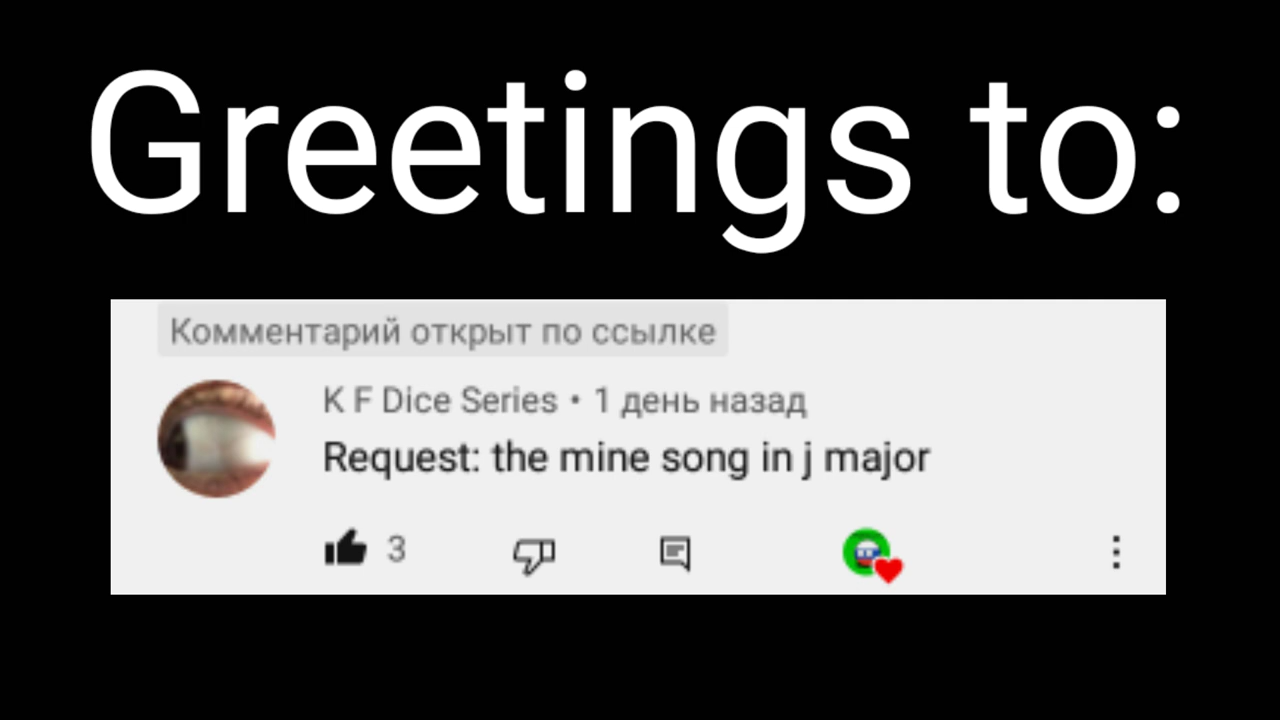 Greetings to:
Комментарий открыт по ссылке
K F Dice Series • 1 день назад
Request: the mine song in j major
3